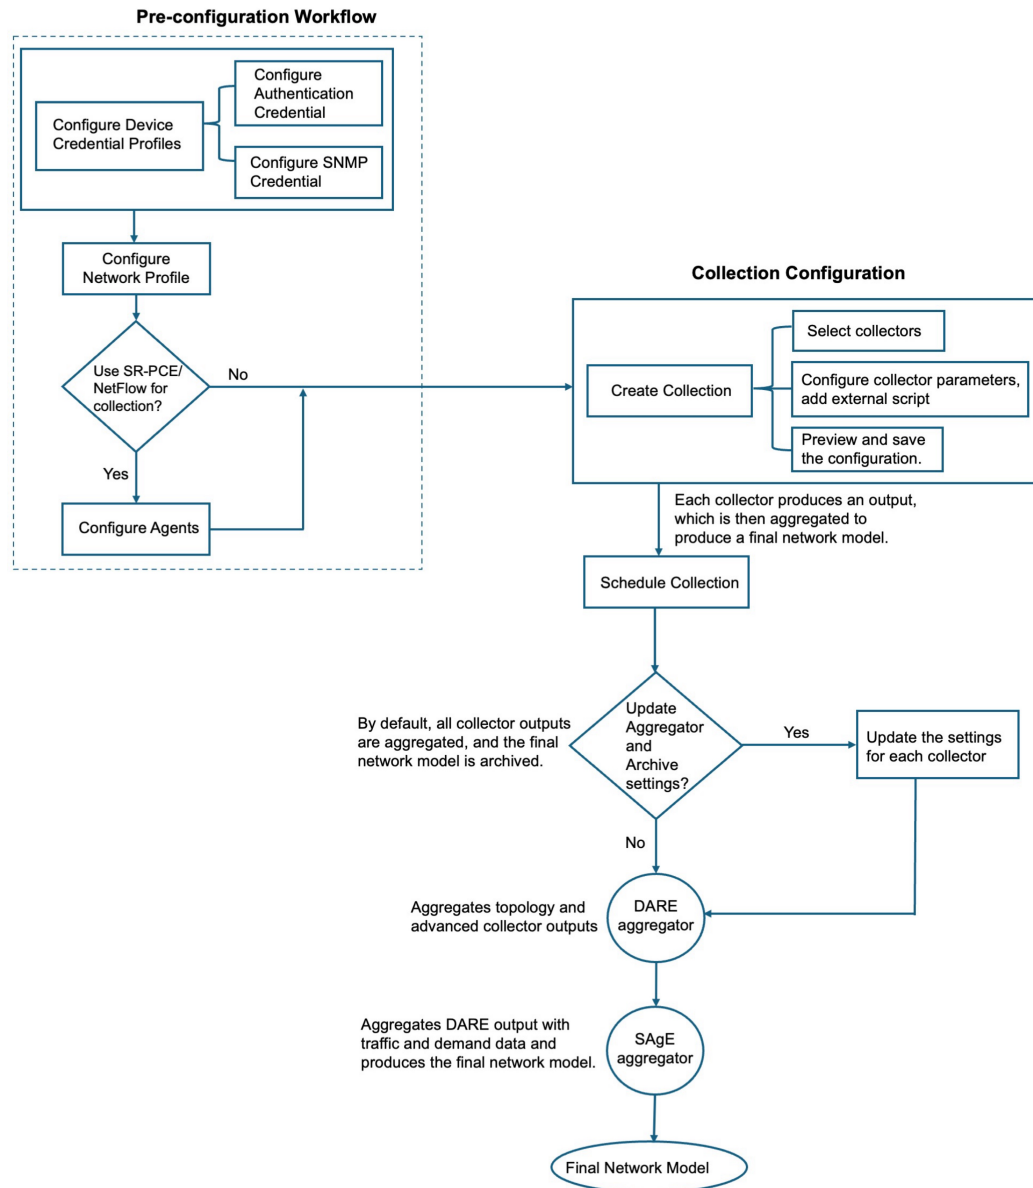 Pre-configuration Workflow
Configure
Authentication
Credential
Configure Device
Credential Profiles
Configure SNMP
Credential
Configure
Network Profile
Use SR-PCE/
NetFlow for
collection?
No
Yes
Configure Agents
Collection Configuration
Select collectors
Create Collection
Configure collector parameters,
add external script
Preview and save
the configuration.
Each collector produces an output,
which is then aggregated to
produce a final network model.
Schedule Collection
By default, all collector outputs
are aggregated, and the final
network model is archived.
Update
Aggregator
and
Archive
settings?
Yes
Update the settings
for each collector
No
Aggregates topology and
advanced collector outputs
DARE
aggregator
Aggregates DARE output with
traffic and demand data and
produces the final network model.
SAgE
aggregator
Final Network Model